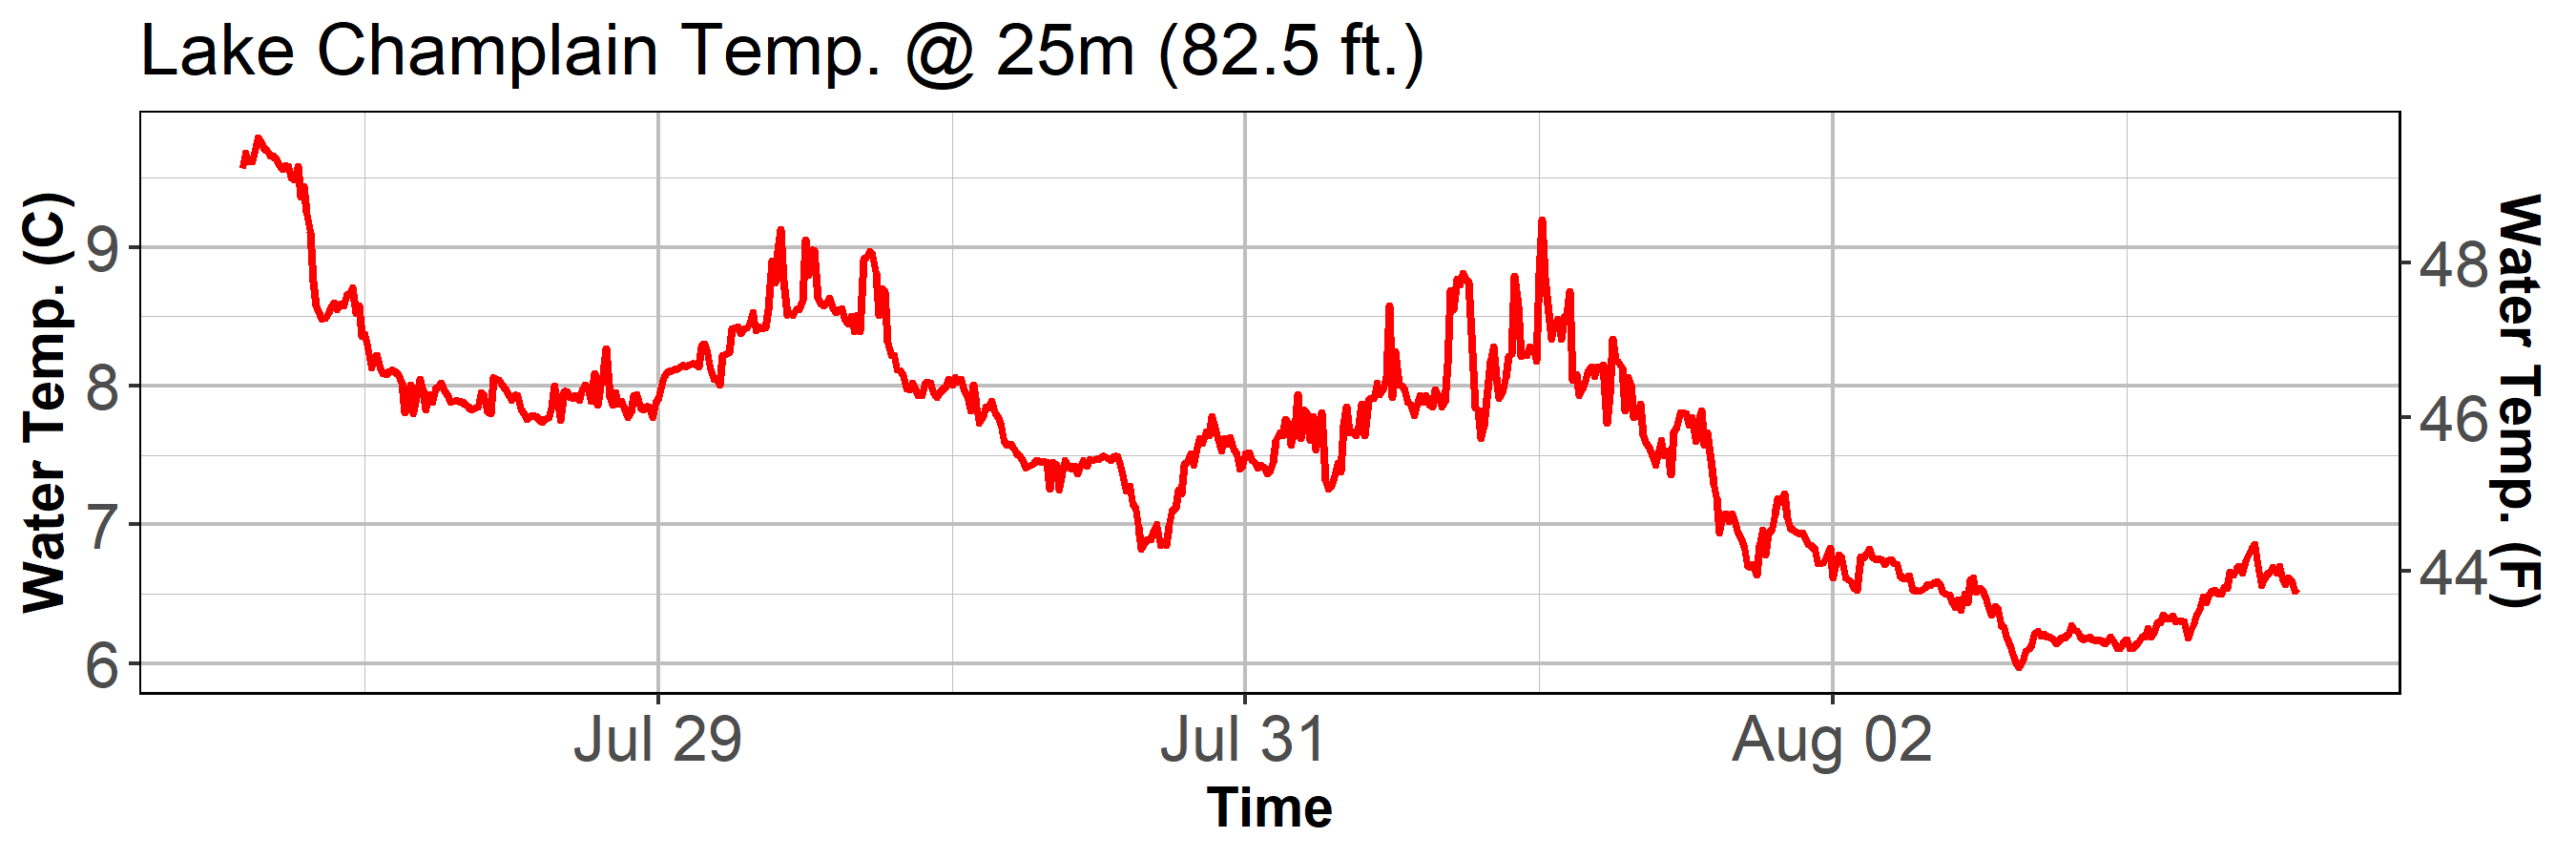 Lake Champlain Temp. @ 25m (82.5 ft.)
Water Temp. (C)
9
8
7
6
48
46
44
Water Temp. (F)
Jul 29
Jul 31
Aug 02
Time